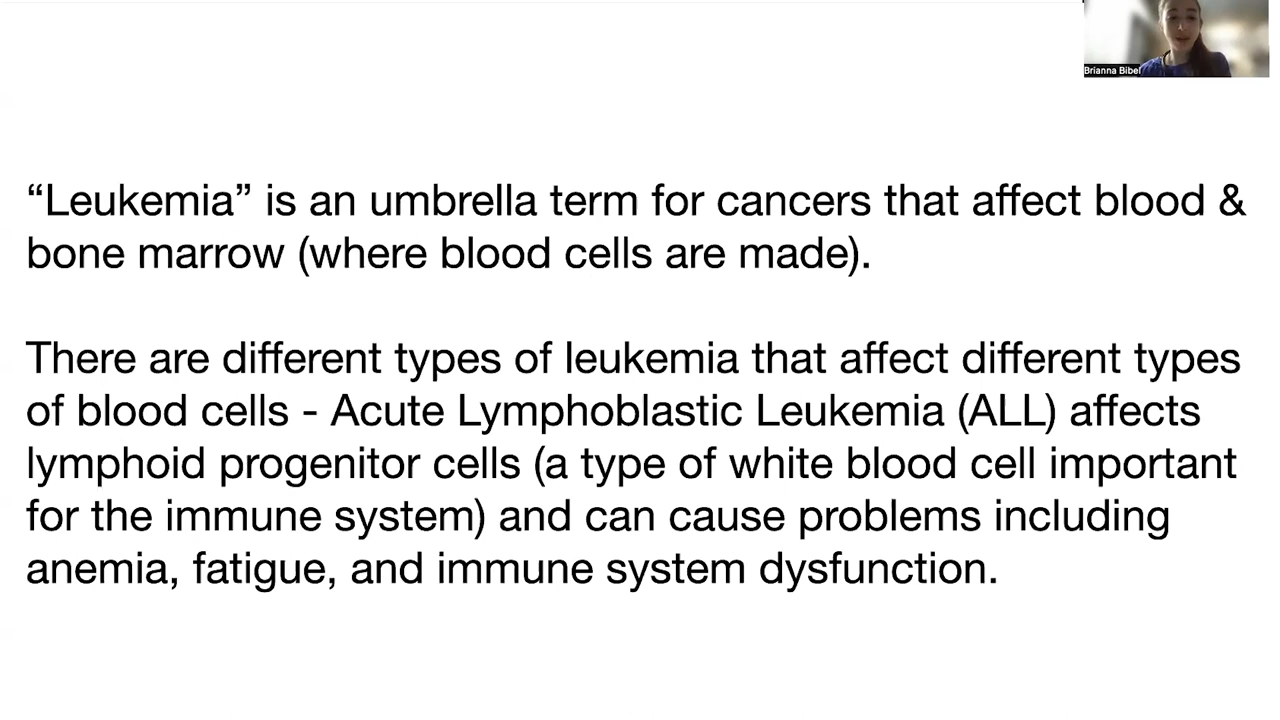 Brianna Bibel
“Leukemia” is an umbrella term for cancers that affect blood &
bone marrow (where blood cells are made).
There are different types of leukemia that affect different types
of blood cells - Acute Lymphoblastic Leukemia (ALL) affects
lymphoid progenitor cells (a type of white blood cell important
for the immune system) and can cause problems including
anemia, fatigue, and immune system dysfunction.